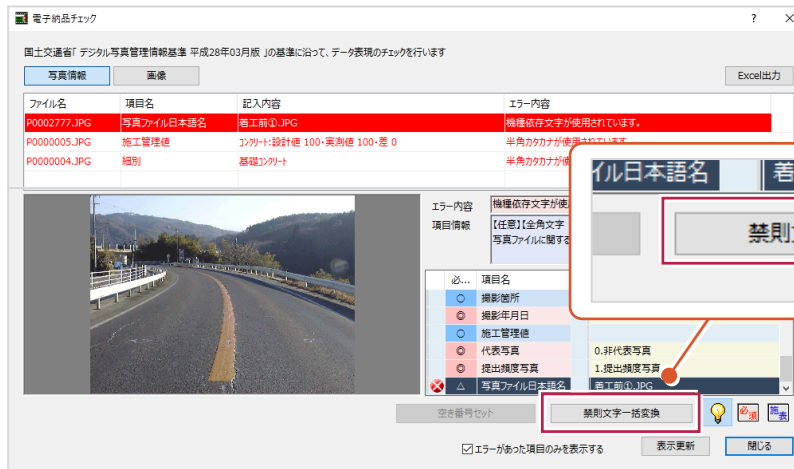 電子納品チェック
?
国土交通省「 デジタル写真管理情報基準 平成28年03月版 」の基準に沿って、データ表現のチェックを行います
写真情報 画像 Excel出力
ファイル名 項目名 記入内容 エラー内容
P0002777.JPG 写真ファイル日本語名 着工前①.JPG 機種依存文字が使用されています。
P0000005.JPG 施工管理値 ｺﾝｸﾘｰﾄ:設計値 100・実測値 100・差 0 半角カタカナが使用されています
P0000004.JPG 細別 基礎ｺﾝｸﾘｰﾄ 半角カタカナが使
イル日本語名 着
禁則
エラー内容 機種依存文字が使
項目情報 【任意】【全角文字
写真ファイルに関する
必... 項目名
○ 撮影箇所
◎ 撮影年月日
○ 施工管理値
◎ 代表写真 0.非代表写真
◎ 提出頻度写真 1.提出頻度写真
△ 写真ファイル日本語名 着工前①.JPG
空き番号セット 禁則文字一括変換 必須 施表
エラーがあった項目のみを表示する 表示更新 閉じる